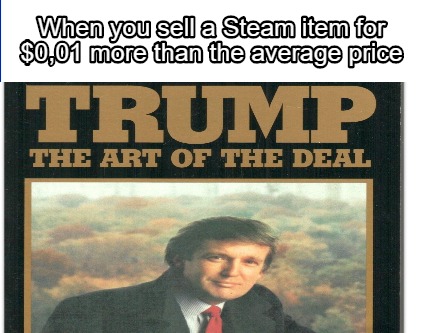 When you sell a Steam item for
$0,01 more than the average price
TRUMP
THE ART OF THE DEAL